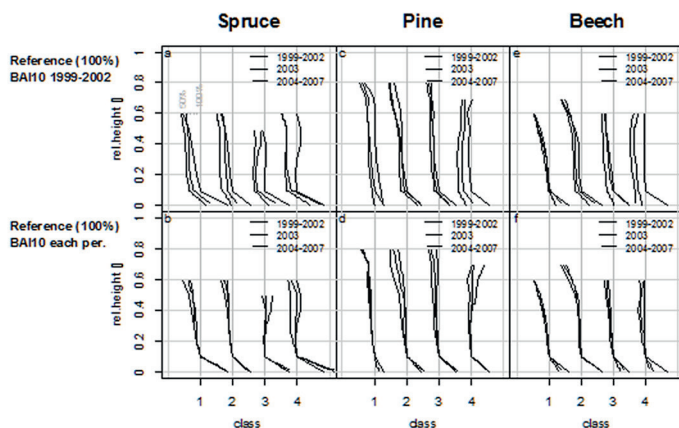 Spruce
Pine
Beech
Reference (100%)
BAI10 1999-2002
a
1999-2002
2003
2004-2007
c
1999-2002
2003
2004-2007
e
1999-2002
2003
2004-2007
50%
100%
rel.height []
0 0.2 0.4 0.6 0.8 1
Reference (100%)
BAI10 each per.
b
1999-2002
2003
2004-2007
d
1999-2002
2003
2004-2007
f
1999-2002
2003
2004-2007
rel.height []
0 0.2 0.4 0.6 0.8 1
1 2 3 4
1 2 3 4
1 2 3 4
class
class
class